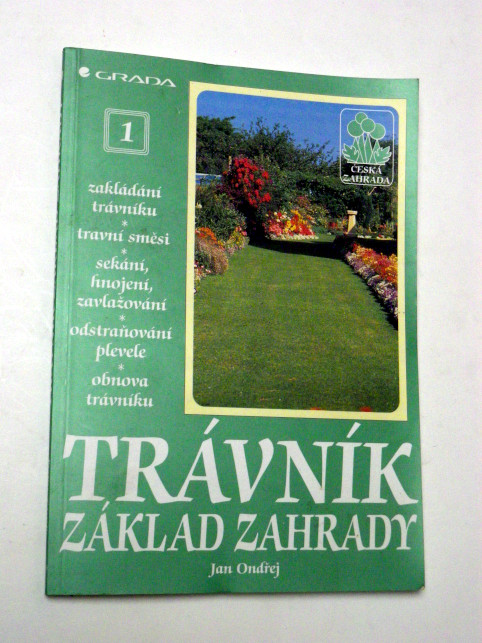 GRADA
1
ČESKÁ
ZAHRADA
zakládání
trávníku
*
travní směsi
*
sekání,
hnojení,
zavlažování
*
odstraňování
plevele
*
obnova
trávníku
TRÁVNÍK
ZÁKLAD ZAHRADY
Jan Ondřej